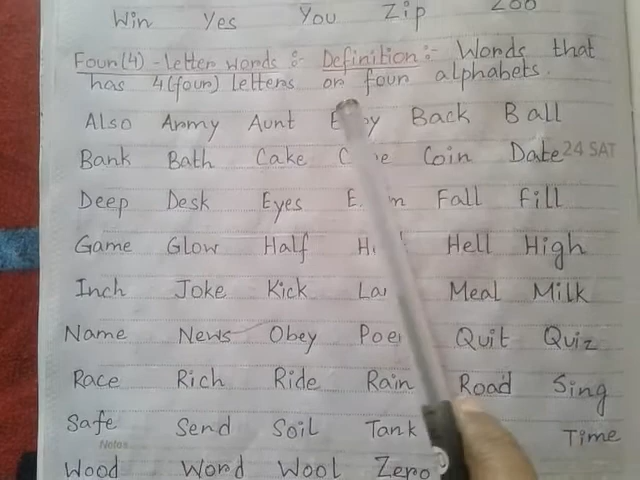 Win Yes You Zip Zoo
Four(4) - letter words :- Definition :- Words that
has 4(four) letters or four alphabets.
Also Army Aunt Back Ball
Bank Bath Cake Coin Date 24 SAT
Deep Desk Eyes Fall Fill
Game Glow Half Hell High
Inch Joke Kick Meal Milk
Name News Obey Quit Quiz
Race Rich Ride Rain Road Sing
Safe Send Soil Tank Time
Notes
Wood Word Wool Zero